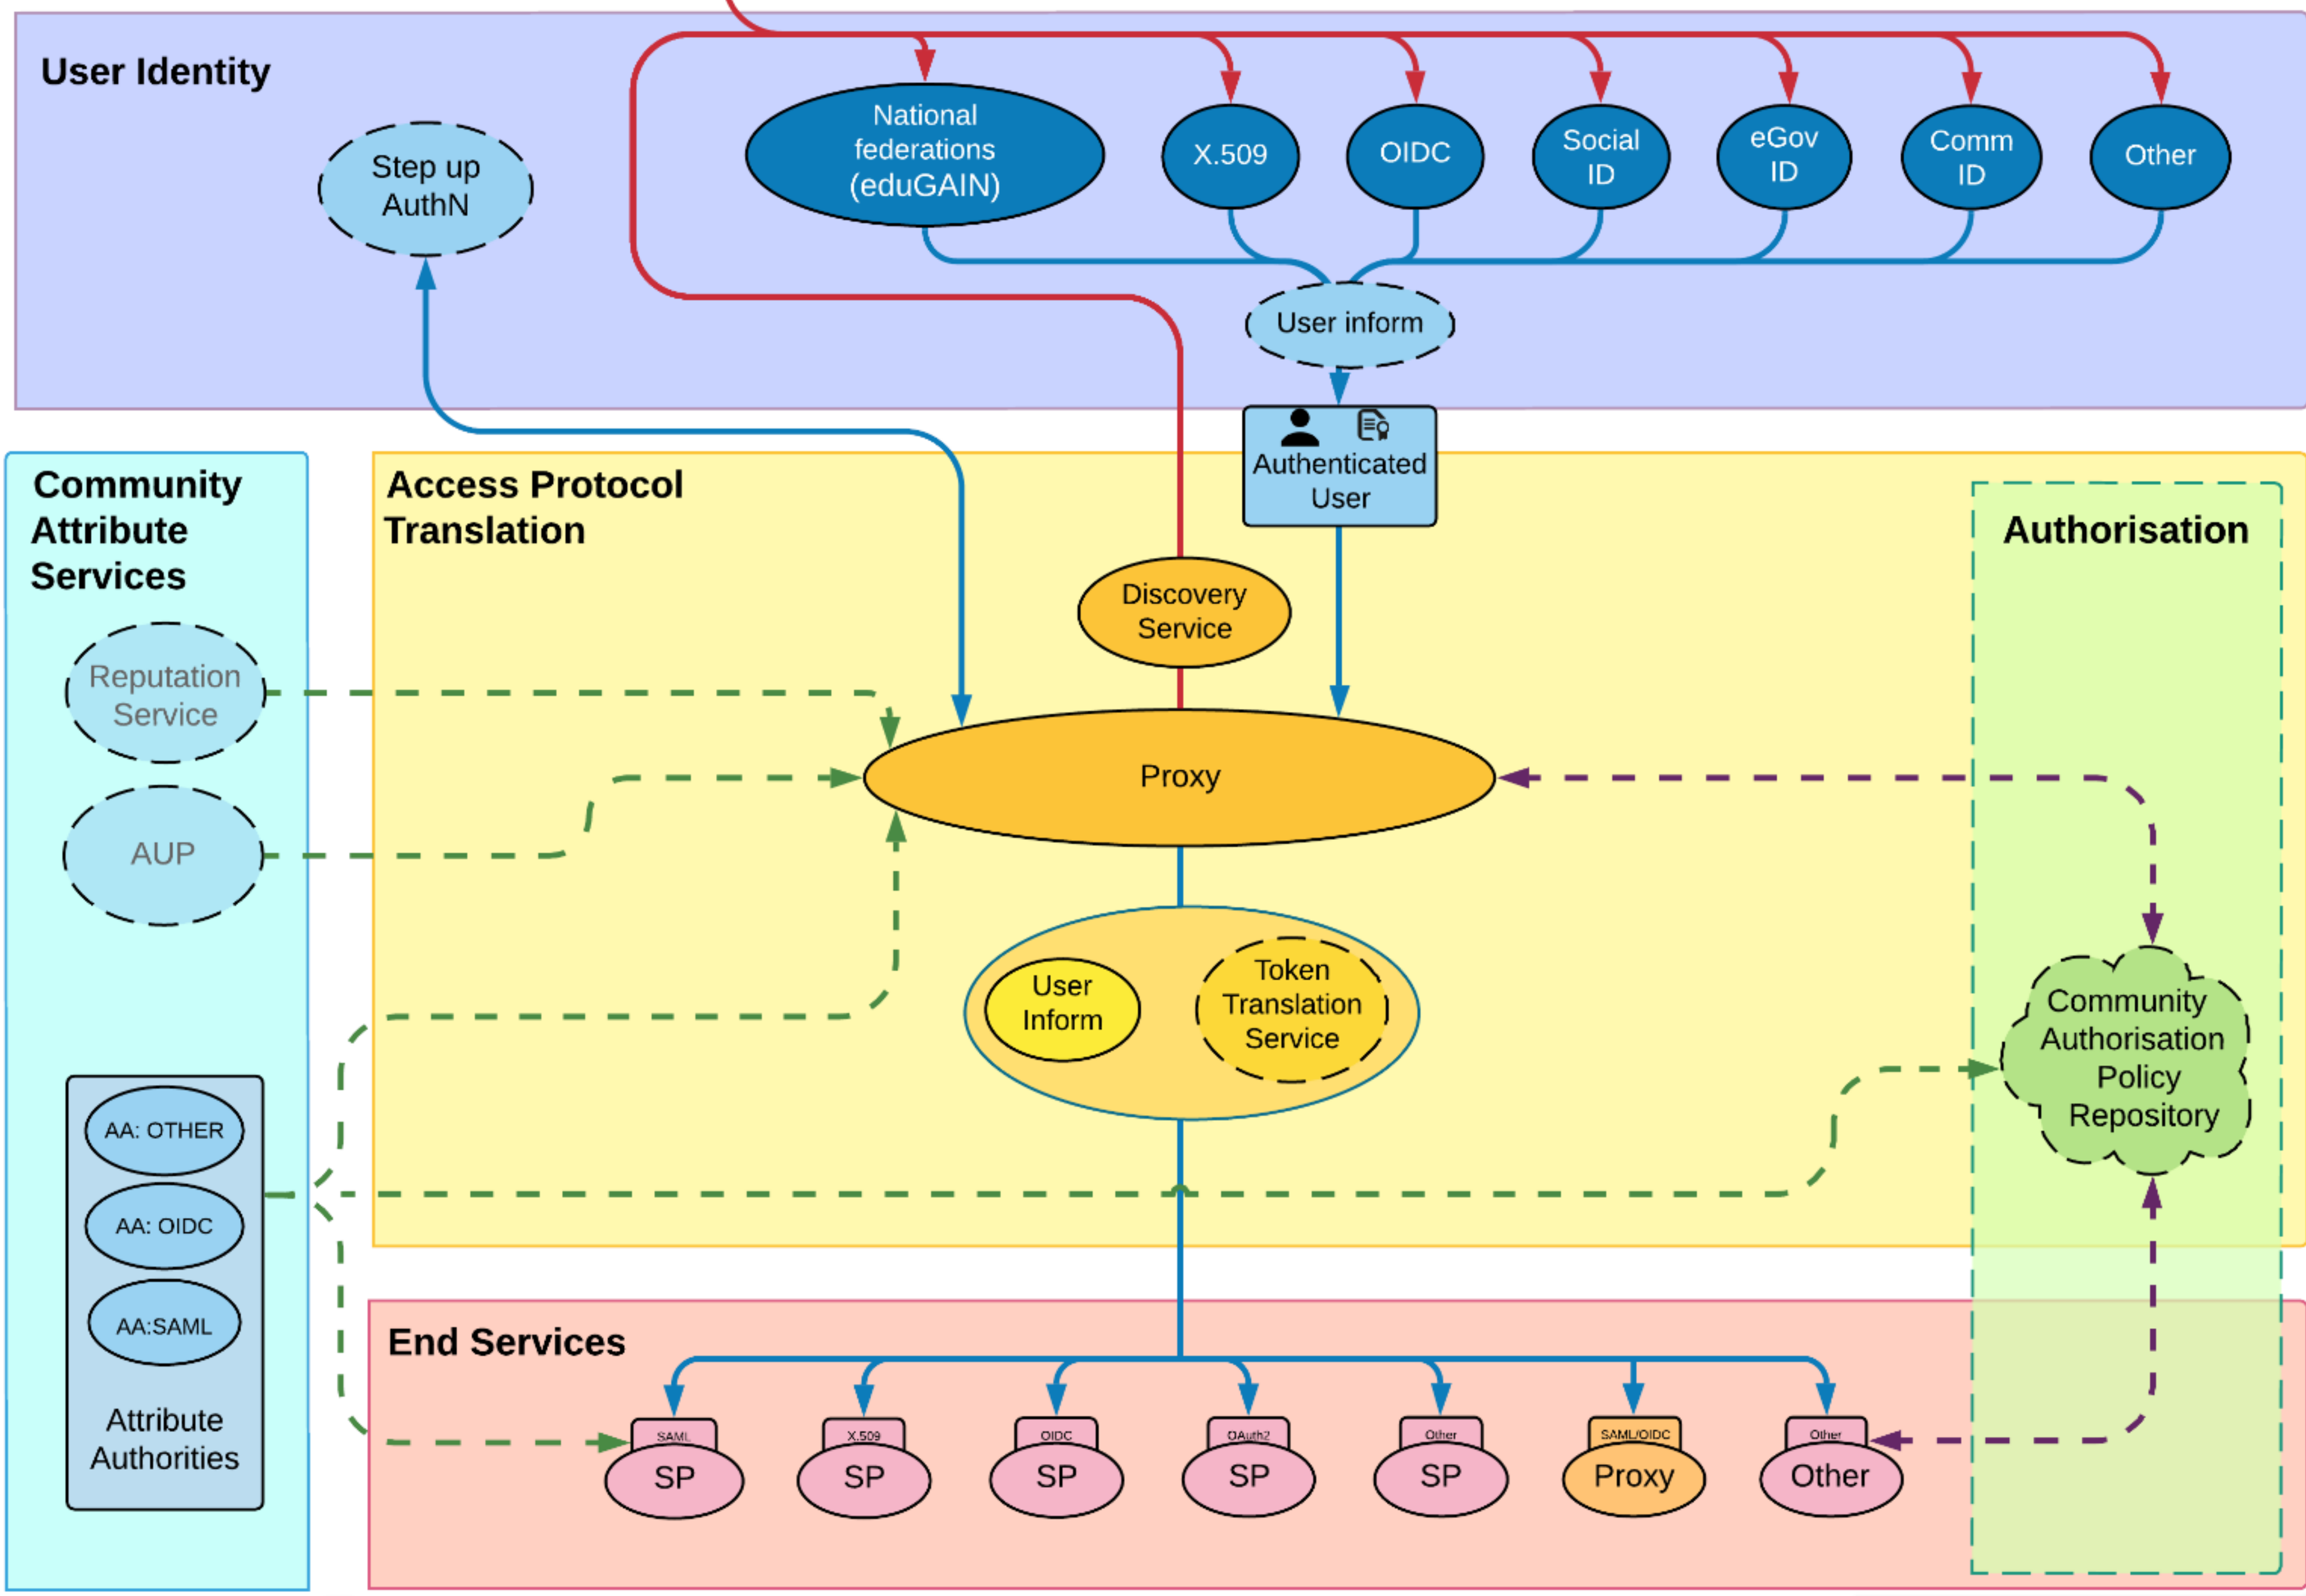 User Identity
National
federations
(eduGAIN)
X.509
OIDC
Social
ID
eGov
ID
Comm
ID
Other
Step up
AuthN
User inform
Authenticated
User
Community
Attribute
Services
Access Protocol
Translation
Authorisation
Discovery
Service
Reputation
Service
Proxy
AUP
User
Inform
Token
Translation
Service
Community
Authorisation
Policy
Repository
AA: OTHER
AA: OIDC
AA:SAML
Attribute
Authorities
End Services
SAML
SP
X.509
SP
OIDC
SP
OAuth2
SP
Other
SP
SAML/OIDC
Proxy
Other
Other